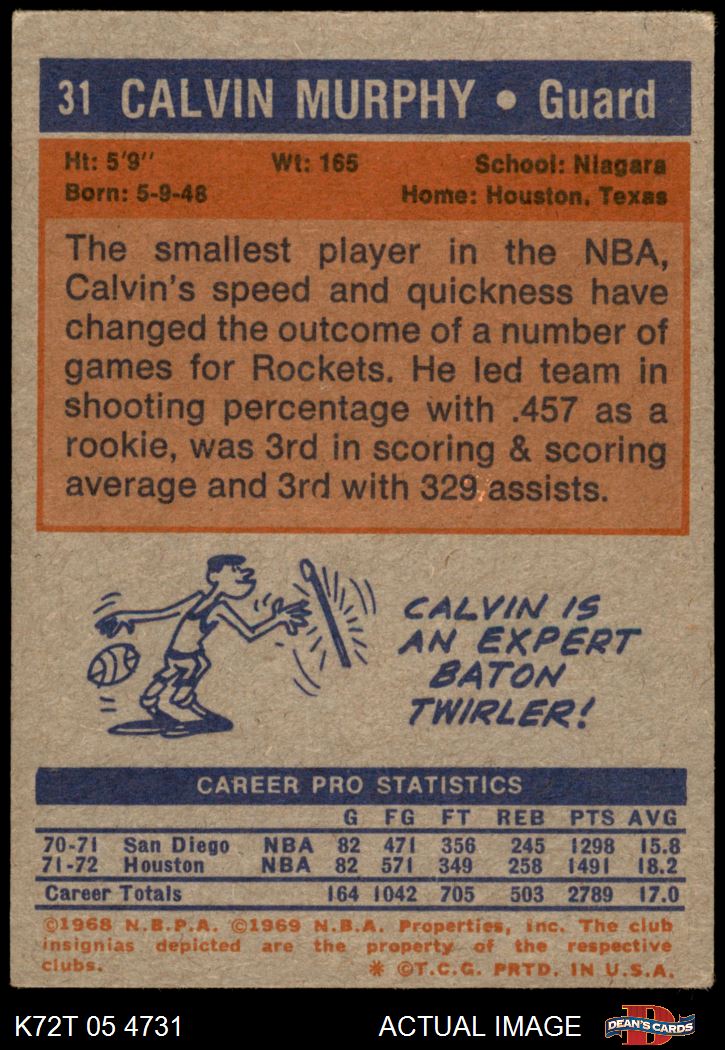 31 CALVIN MURPHY • Guard
Ht: 5'9" Wt: 165 School: Niagara
Born: 5-9-48 Home: Houston, Texas
The smallest player in the NBA,
Calvin's speed and quickness have
changed the outcome of a number of
games for Rockets. He led team in
shooting percentage with .457 as a
rookie, was 3rd in scoring & scoring
average and 3rd with 329 assists.
CALVIN IS
AN EXPERT
BATON
TWIRLER!
CAREER PRO STATISTICS
G FG FT REB PTS AVG
70-71 San Diego NBA 82 471 356 245 1298 15.8
71-72 Houston NBA 82 571 349 258 1491 18.2
Career Totals 164 1042 705 503 2789 17.0
©1968 N.B.P.A. ©1969 N.B.A. Properties, Inc. The club
insignias depicted are the property of the respective
clubs. * ©T.C.G. PRTD. IN U.S.A.
K72T 05 4731 ACTUAL IMAGE D DEAN'S CARDS